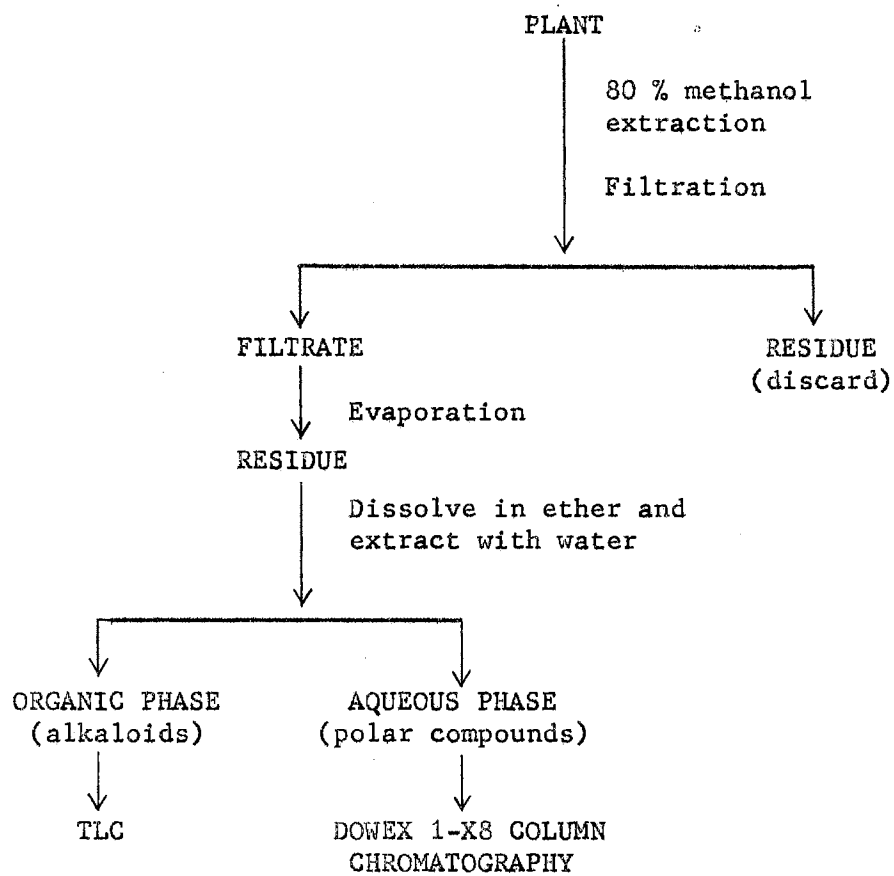 PLANT
80 % methanol
extraction
Filtration
FILTRATE
RESIDUE
(discard)
Evaporation
RESIDUE
Dissolve in ether and
extract with water
ORGANIC PHASE
(alkaloids)
AQUEOUS PHASE
(polar compounds)
TLC
DOWEX 1-X8 COLUMN
CHROMATOGRAPHY